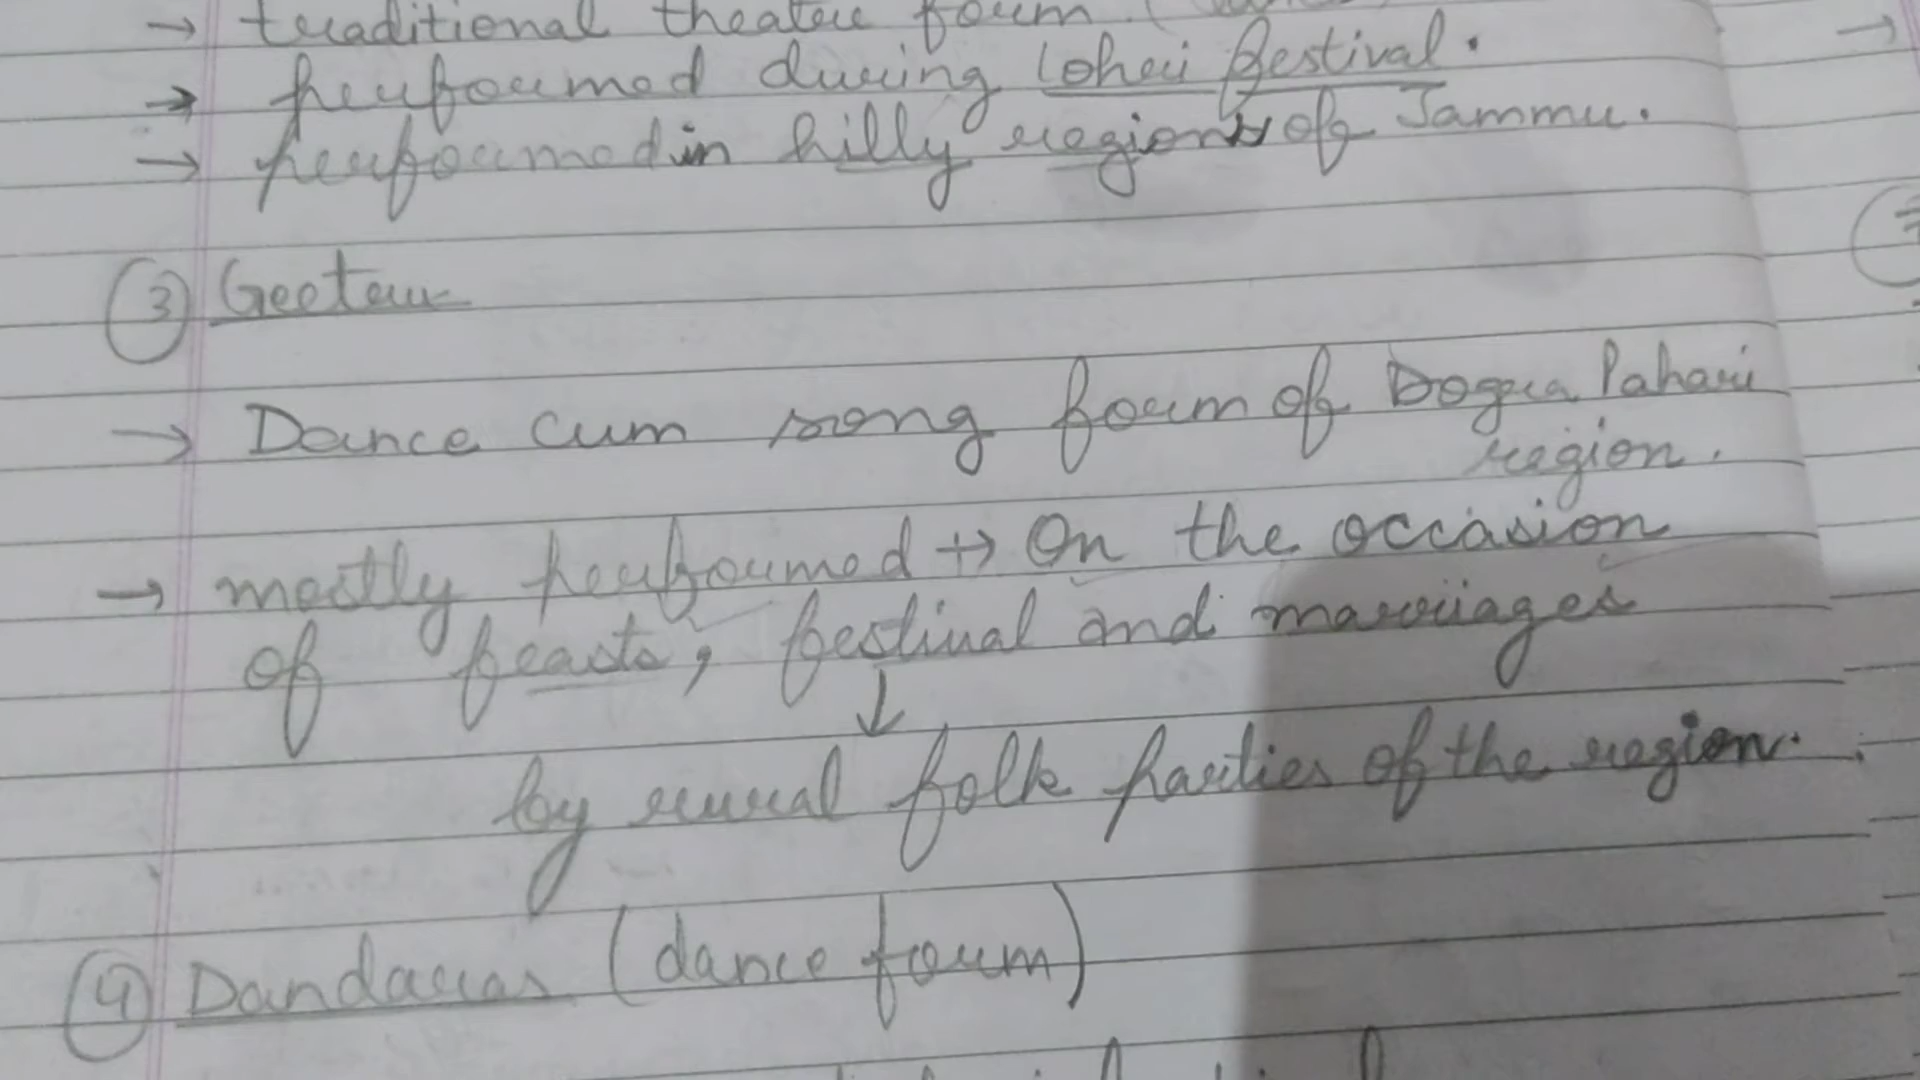 → traditional theatre form (
→ performed during Lohri festival.
→ performed in hilly regions of Jammu.
③ Geetru
→ Dance cum song form of Dogra Pahari
region.
→ mostly performed → On the occasion
of feasts, festival and marriages
↓
by rural folk parties of the region.
④ Dandaras (dance form)